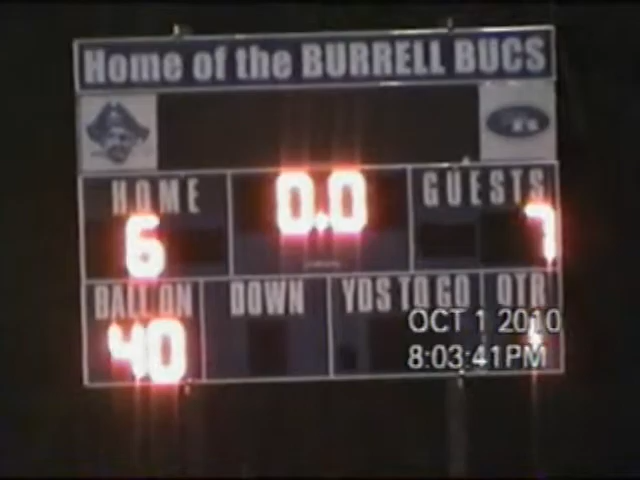 Home of the BURRELL BUCS
HOME
0.0
GUESTS
6
7
BALL ON
DOWN
YDS TO GO
QTR
40
OCT 1 2010
8:03:41PM